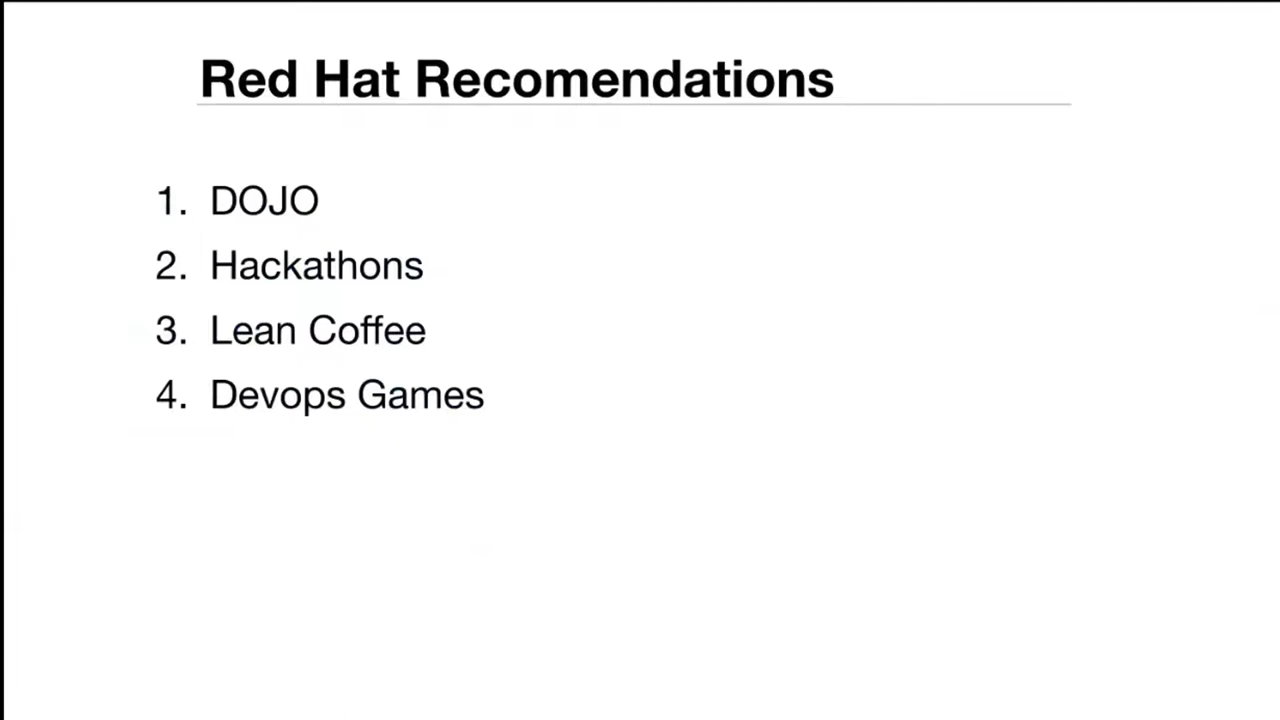 Red Hat Recomendations
1. DOJO
2. Hackathons
3. Lean Coffee
4. Devops Games